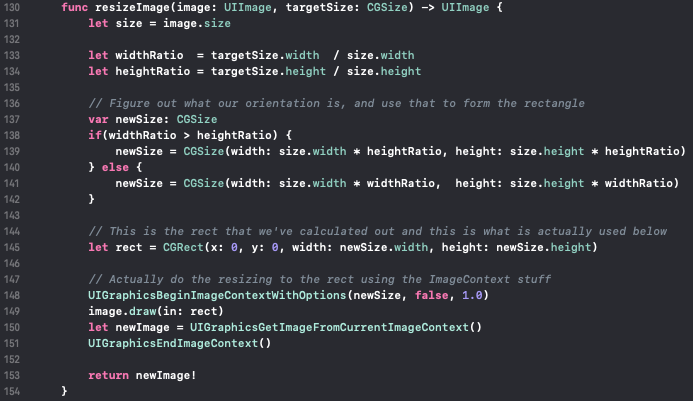 130 func resizeImage(image: UIImage, targetSize: CGSize) -> UIImage {
131 let size = image.size
132
133 let widthRatio  = targetSize.width  / size.width
134 let heightRatio = targetSize.height / size.height
135
136 // Figure out what our orientation is, and use that to form the rectangle
137 var newSize: CGSize
138 if(widthRatio > heightRatio) {
139 newSize = CGSize(width: size.width * heightRatio, height: size.height * heightRatio)
140 } else {
141 newSize = CGSize(width: size.width * widthRatio,  height: size.height * widthRatio)
142 }
143
144 // This is the rect that we've calculated out and this is what is actually used below
145 let rect = CGRect(x: 0, y: 0, width: newSize.width, height: newSize.height)
146
147 // Actually do the resizing to the rect using the ImageContext stuff
148 UIGraphicsBeginImageContextWithOptions(newSize, false, 1.0)
149 image.draw(in: rect)
150 let newImage = UIGraphicsGetImageFromCurrentImageContext()
151 UIGraphicsEndImageContext()
152
153 return newImage!
154 }